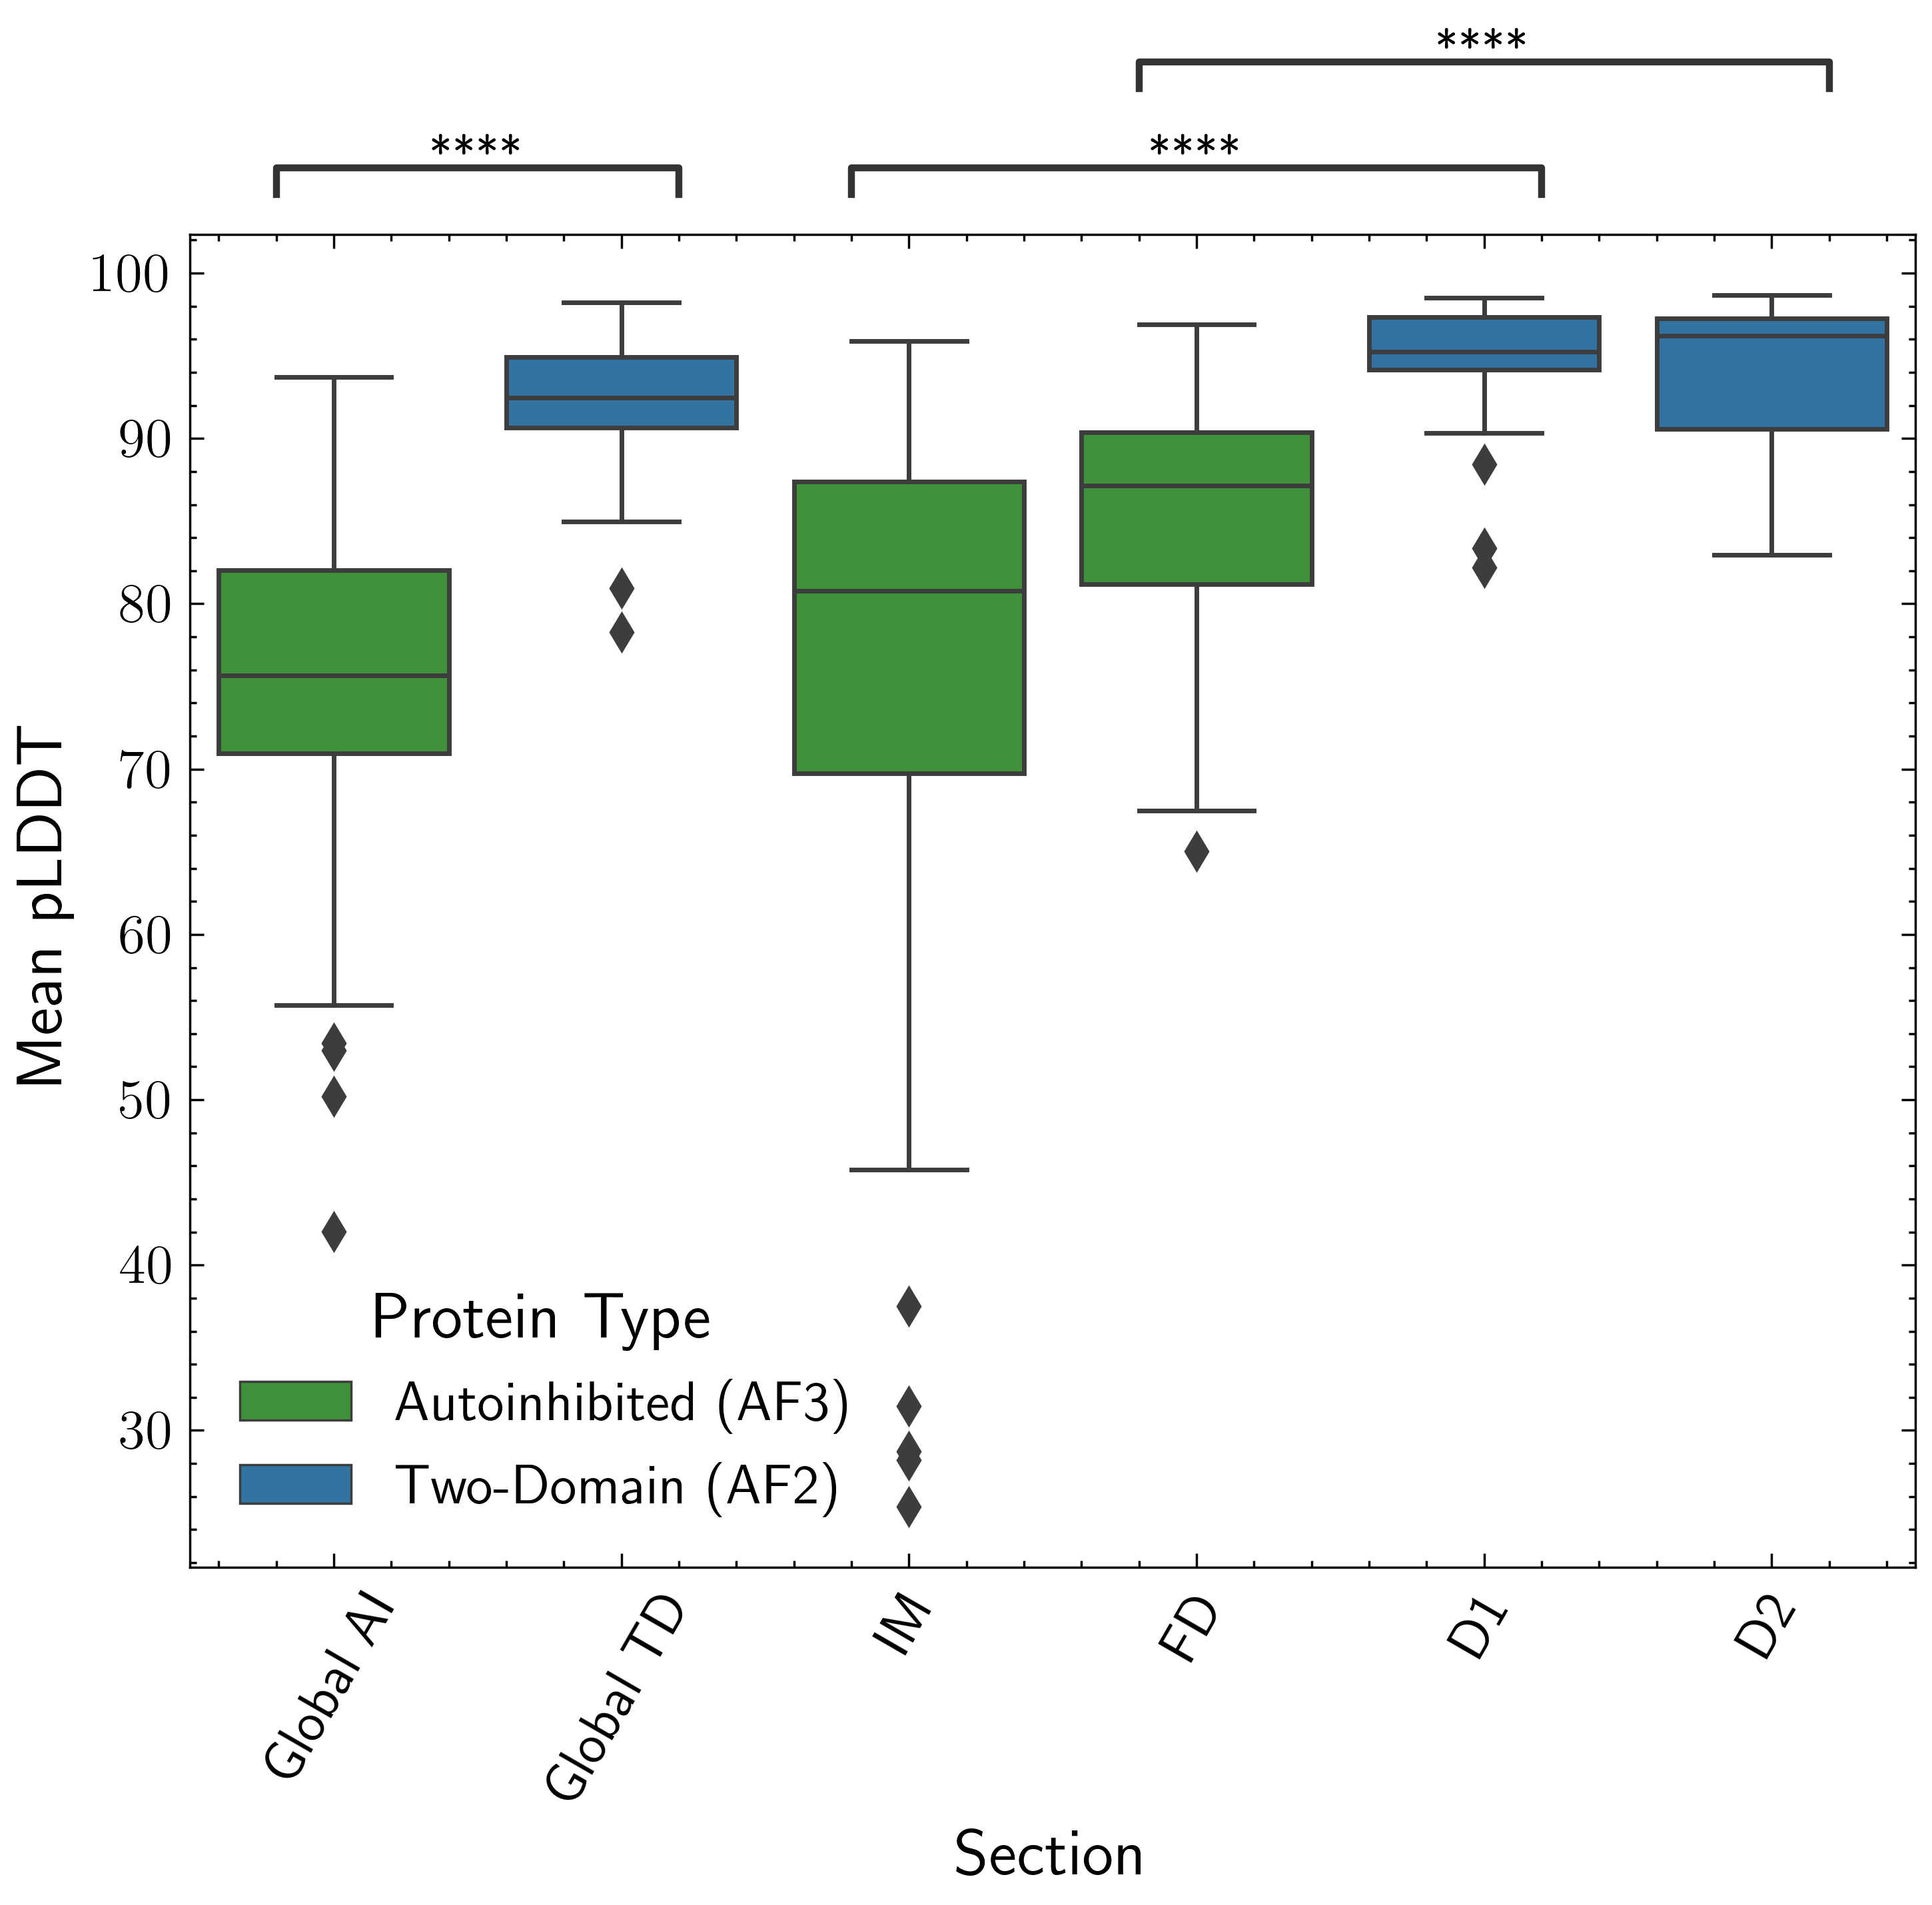 ****
****
****
100
90
80
70
60
50
40
30
Mean pLDDT
Protein Type
Autoinhibited (AF3)
Two-Domain (AF2)
Global AI
Global TD
IM
FD
D1
D2
Section